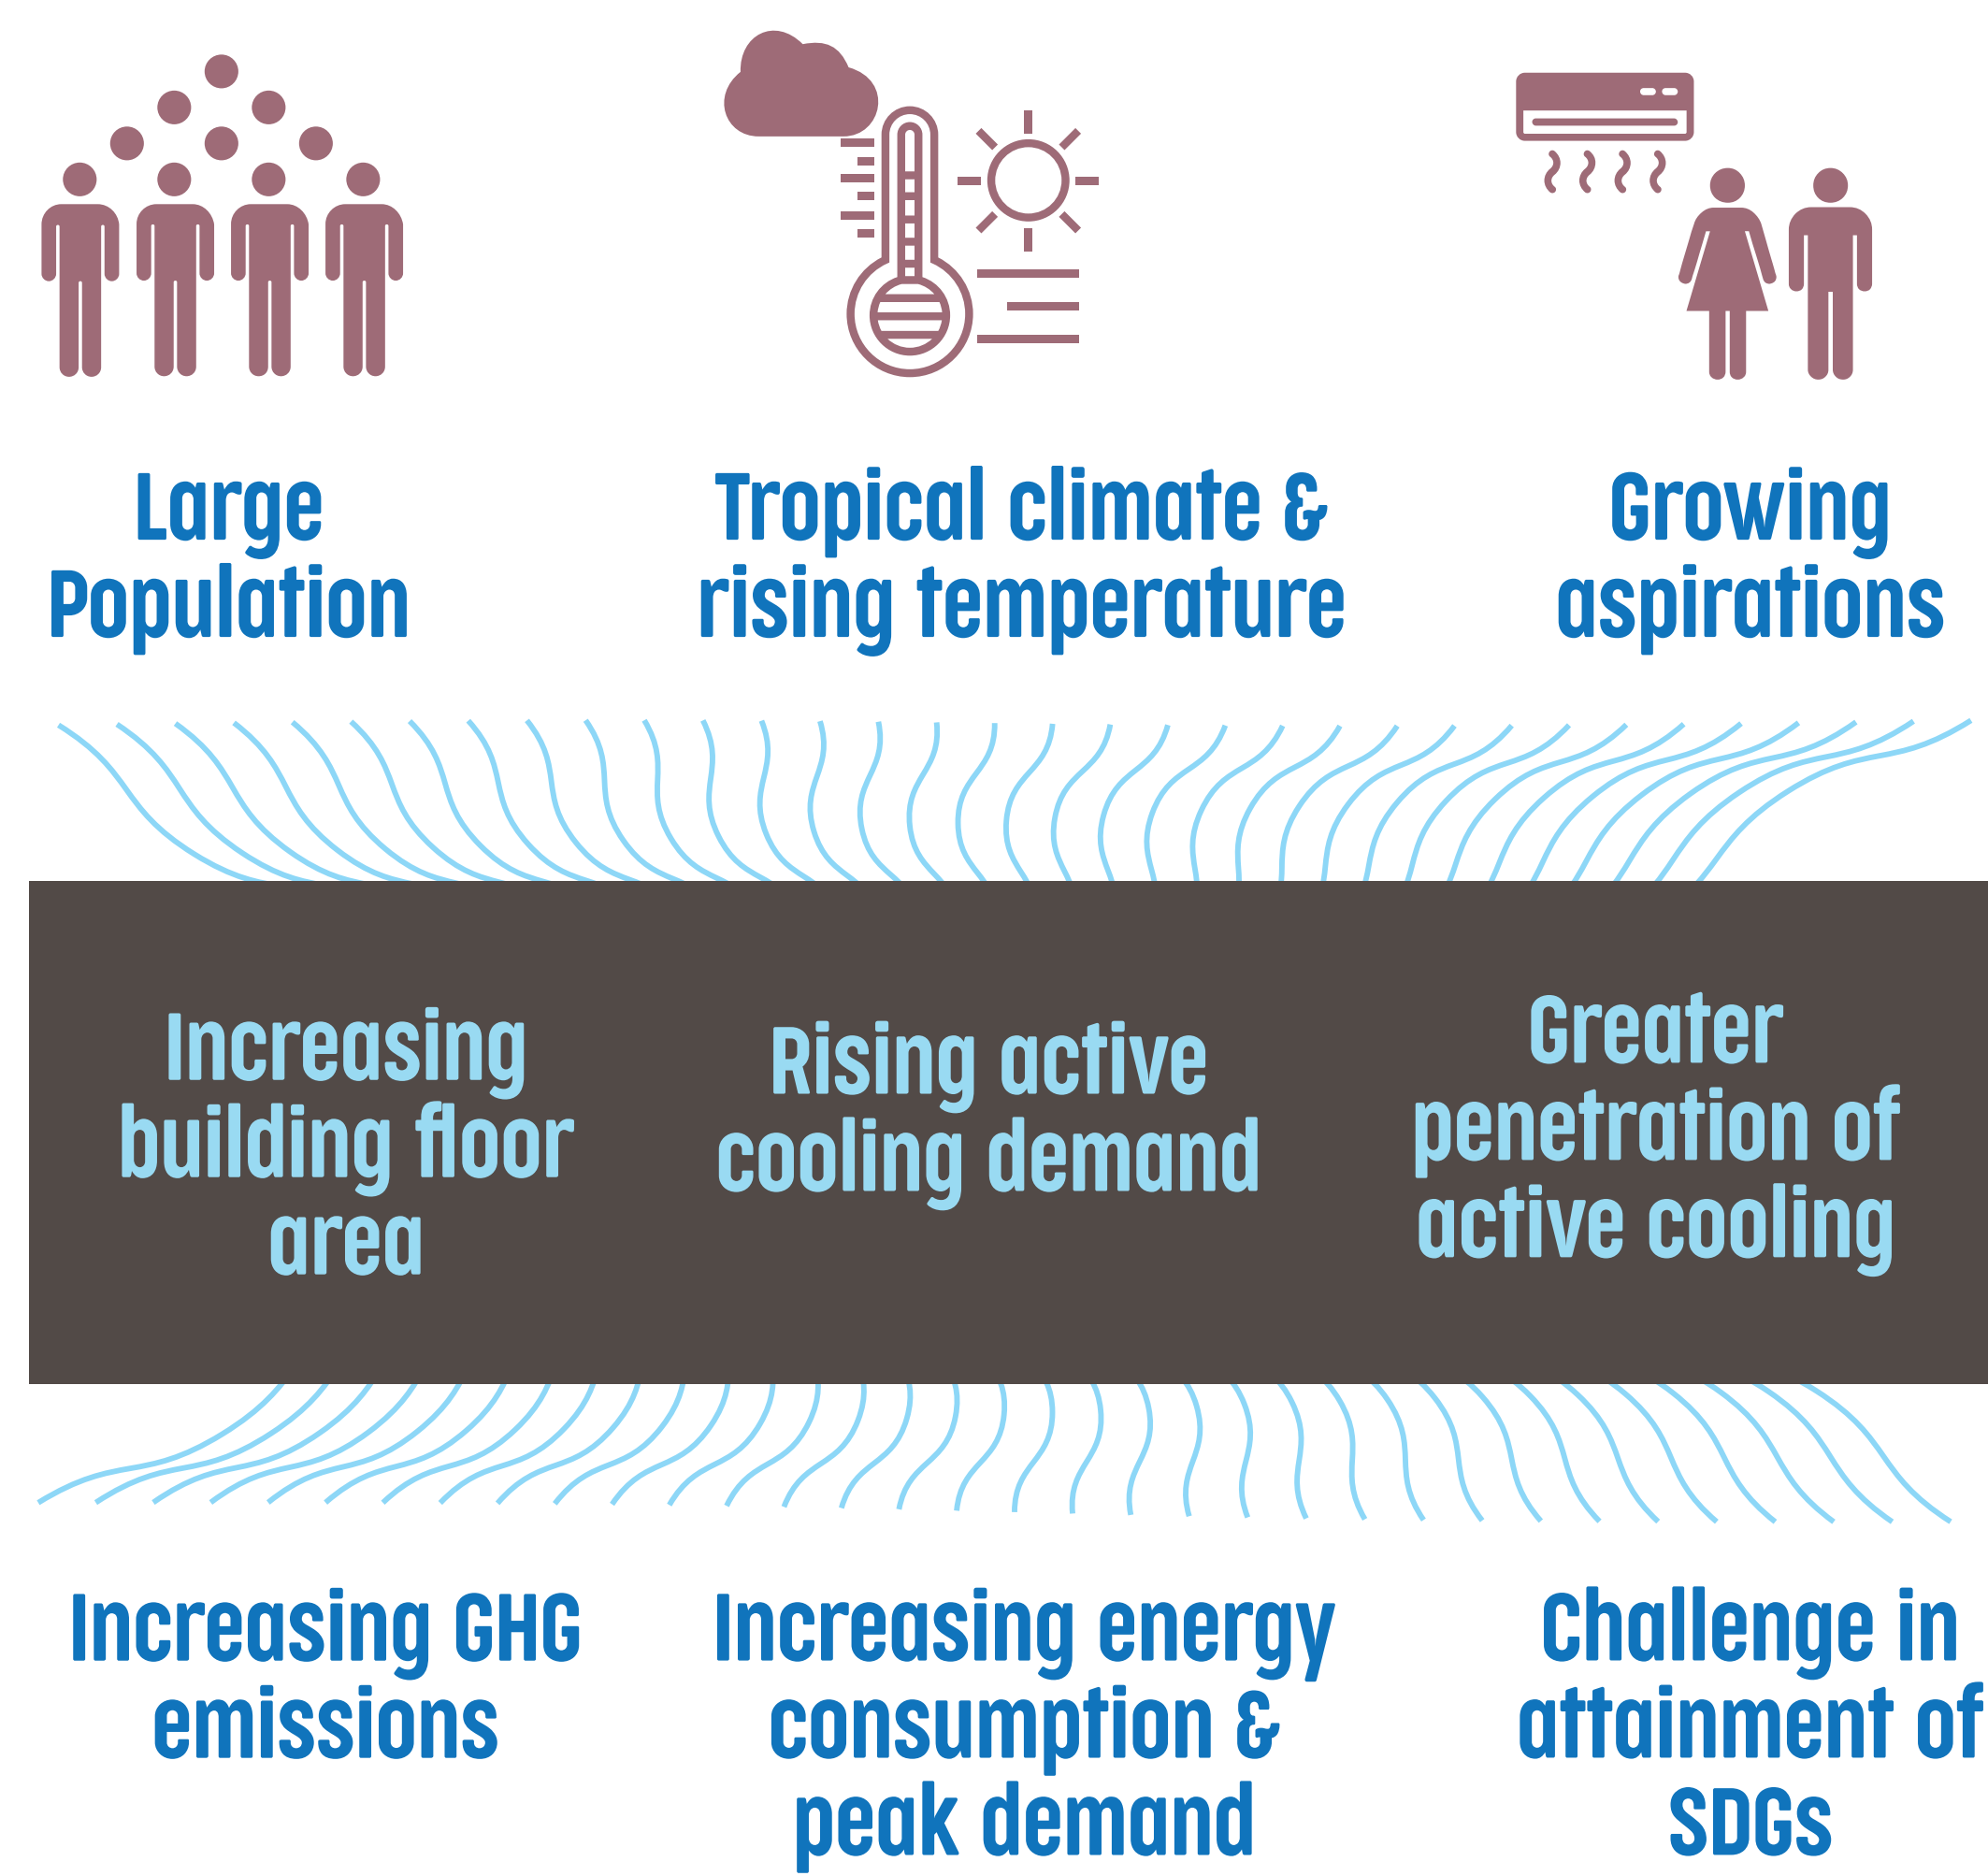 Large
Population
Tropical climate &
rising temperature
Growing
aspirations
Increasing
building floor
area
Rising active
cooling demand
Greater
penetration of
active cooling
Increasing GHG
emissions
Increasing energy
consumption &
peak demand
Challenge in
attainment of
SDGs